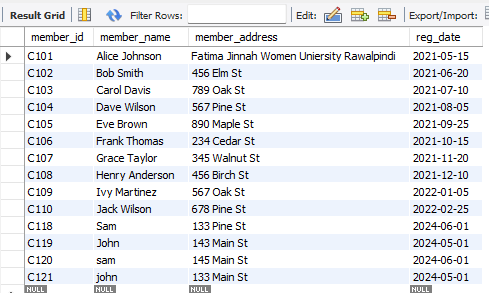 Result Grid Filter Rows: Edit: Export/Import:
member_id member_name member_address reg_date
C101 Alice Johnson Fatima Jinnah Women Uniersity Rawalpindi 2021-05-15
C102 Bob Smith 456 Elm St 2021-06-20
C103 Carol Davis 789 Oak St 2021-07-10
C104 Dave Wilson 567 Pine St 2021-08-05
C105 Eve Brown 890 Maple St 2021-09-25
C106 Frank Thomas 234 Cedar St 2021-10-15
C107 Grace Taylor 345 Walnut St 2021-11-20
C108 Henry Anderson 456 Birch St 2021-12-10
C109 Ivy Martinez 567 Oak St 2022-01-05
C110 Jack Wilson 678 Pine St 2022-02-25
C118 Sam 133 Pine St 2024-06-01
C119 John 143 Main St 2024-05-01
C120 sam 145 Main St 2024-06-01
C121 john 133 Main St 2024-05-01
NULL NULL NULL NULL